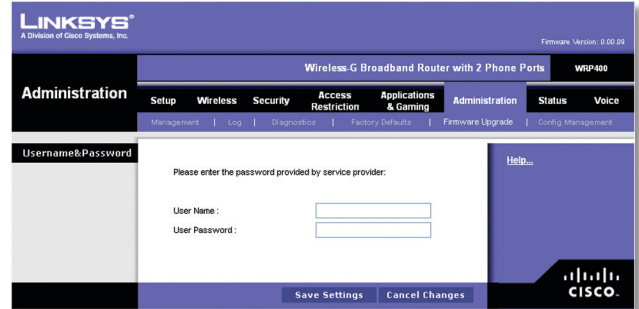 LINKSYS®
A Division of Cisco Systems, Inc.
Firmware Version: 0.00.09
Wireless-G Broadband Router with 2 Phone Ports WRP400
Administration
Setup Wireless Security Access Restriction Applications & Gaming Administration Status Voice
Management | Log | Diagnostics | Factory Defaults | Firmware Upgrade | Config Management
Username&Password
Help...
Please enter the password provided by service provider:
User Name :
User Password :
Save Settings Cancel Changes
CISCO